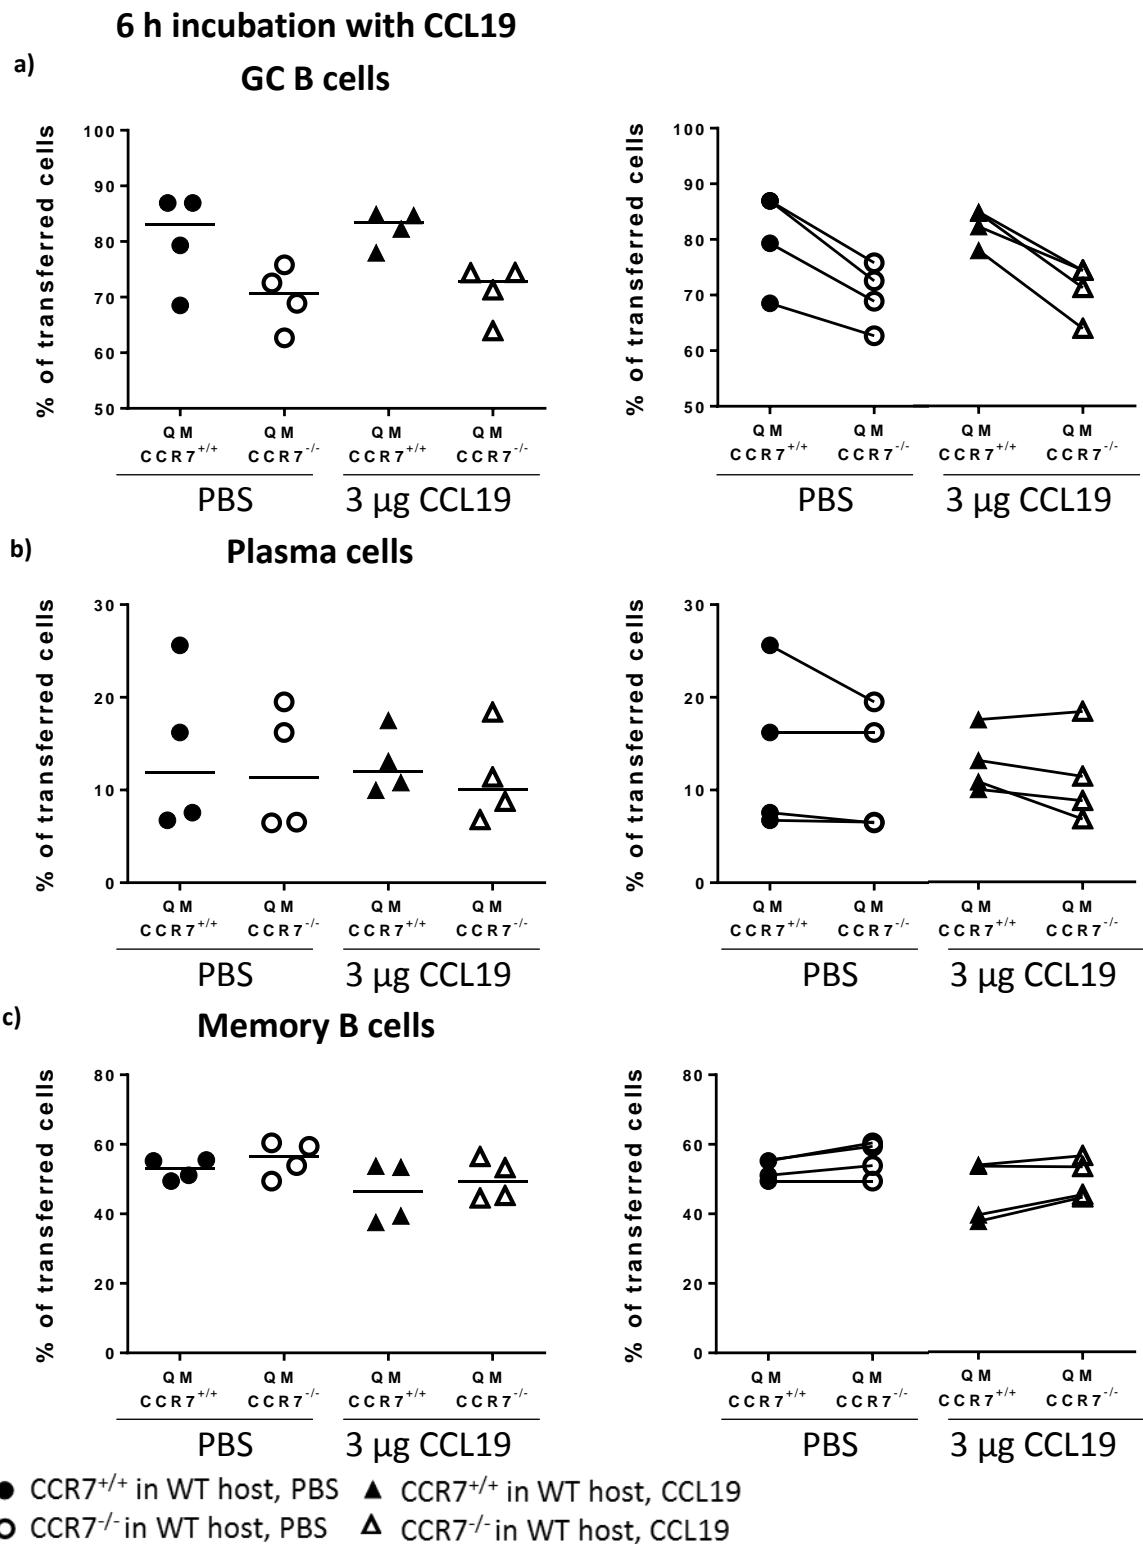 6 h incubation with CCL19
a)
GC B cells
% of transferred cells
100
90
80
70
60
50
QM QM QM QM
CCR7+/+ CCR7-/- CCR7+/+ CCR7-/-
PBS 3 µg CCL19
% of transferred cells
100
90
80
70
60
50
QM QM QM QM
CCR7+/+ CCR7-/- CCR7+/+ CCR7-/-
PBS 3 µg CCL19
b)
Plasma cells
% of transferred cells
30
20
10
0
QM QM QM QM
CCR7+/+ CCR7-/- CCR7+/+ CCR7-/-
PBS 3 µg CCL19
% of transferred cells
30
20
10
0
QM QM QM QM
CCR7+/+ CCR7-/- CCR7+/+ CCR7-/-
PBS 3 µg CCL19
c)
Memory B cells
% of transferred cells
80
60
40
20
0
QM QM QM QM
CCR7+/+ CCR7-/- CCR7+/+ CCR7-/-
PBS 3 µg CCL19
% of transferred cells
80
60
40
20
0
QM QM QM QM
CCR7+/+ CCR7-/- CCR7+/+ CCR7-/-
PBS 3 µg CCL19
CCR7+/+ in WT host, PBS CCR7+/+ in WT host, CCL19
CCR7-/- in WT host, PBS CCR7-/- in WT host, CCL19